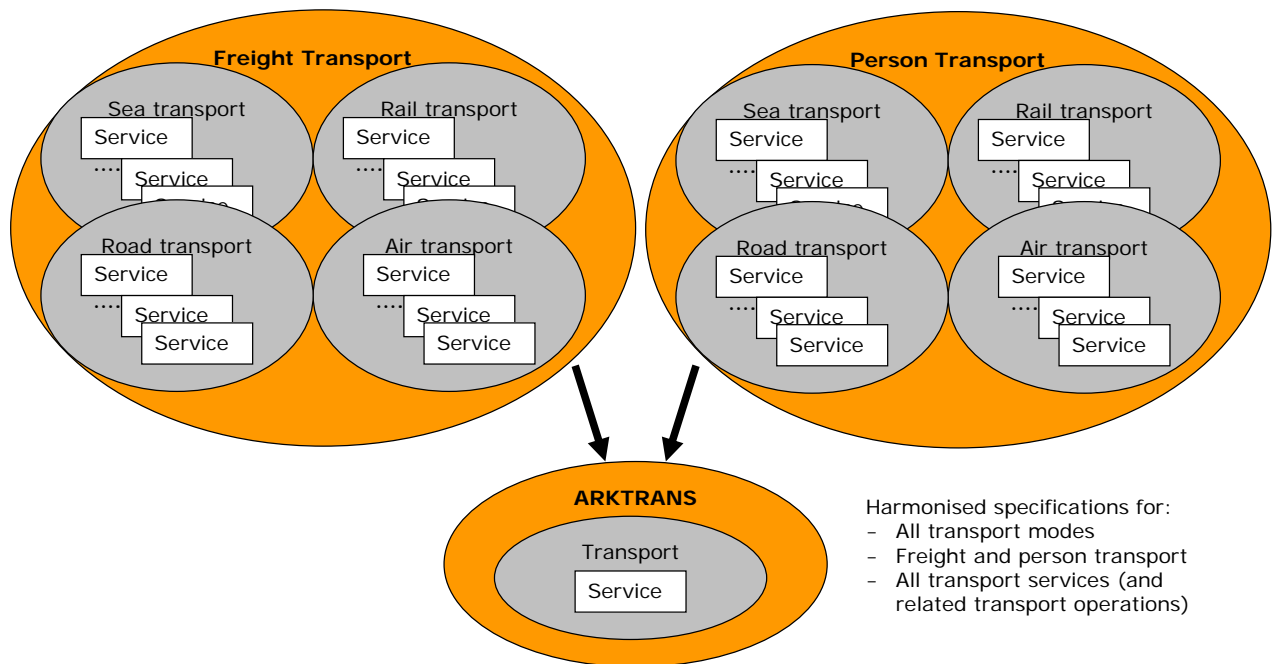 Freight Transport
Sea transport
Service
....
Service
Rail transport
Service
....
Service
Road transport
Service
....
Service
Service
Air transport
Service
....
Service
Service
Person Transport
Sea transport
Service
....
Service
Rail transport
Service
....
Service
Road transport
Service
....
Service
Service
Air transport
Service
....
Service
Service
ARKTRANS
Transport
Service
Harmonised specifications for:
– All transport modes
– Freight and person transport
– All transport services (and
related transport operations)